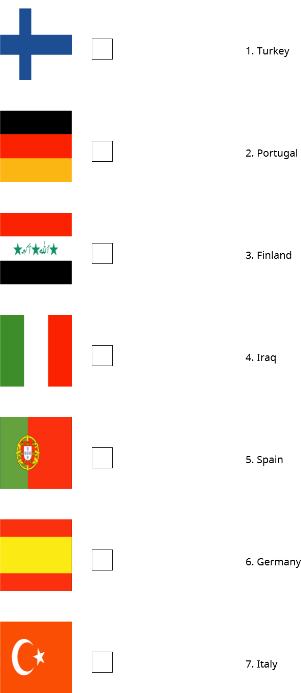 1. Turkey
2. Portugal
3. Finland
4. Iraq
5. Spain
6. Germany
7. Italy